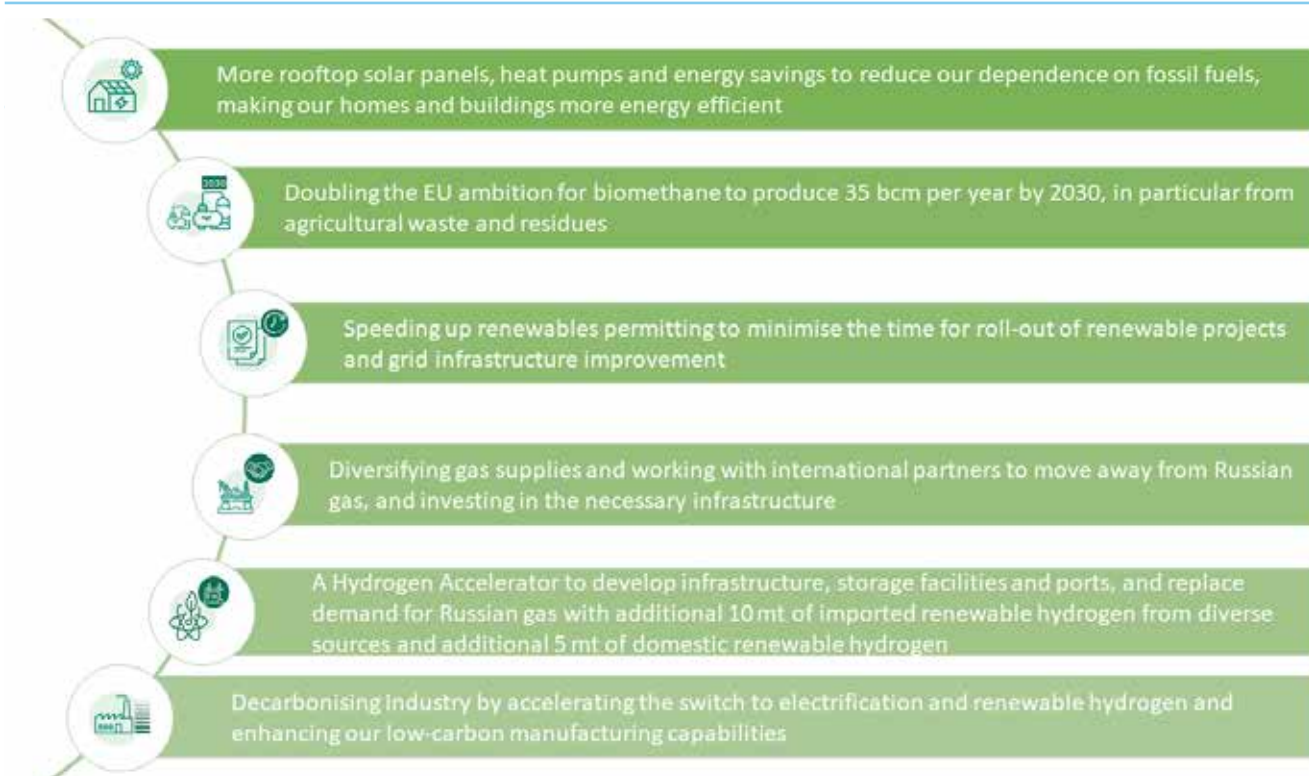 More rooftop solar panels, heat pumps and energy savings to reduce our dependence on fossil fuels,
making our homes and buildings more energy efficient
2030
Doubling the EU ambition for biomethane to produce 35 bcm per year by 2030, in particular from
agricultural waste and residues
Speeding up renewables permitting to minimise the time for roll-out of renewable projects
and grid infrastructure improvement
Diversifying gas supplies and working with international partners to move away from Russian
gas, and investing in the necessary infrastructure
A Hydrogen Accelerator to develop infrastructure, storage facilities and ports, and replace
demand for Russian gas with additional 10 mt of imported renewable hydrogen from diverse
sources and additional 5 mt of domestic renewable hydrogen
Decarbonising Industry by accelerating the switch to electrification and renewable hydrogen and
enhancing our low-carbon manufacturing capabilities